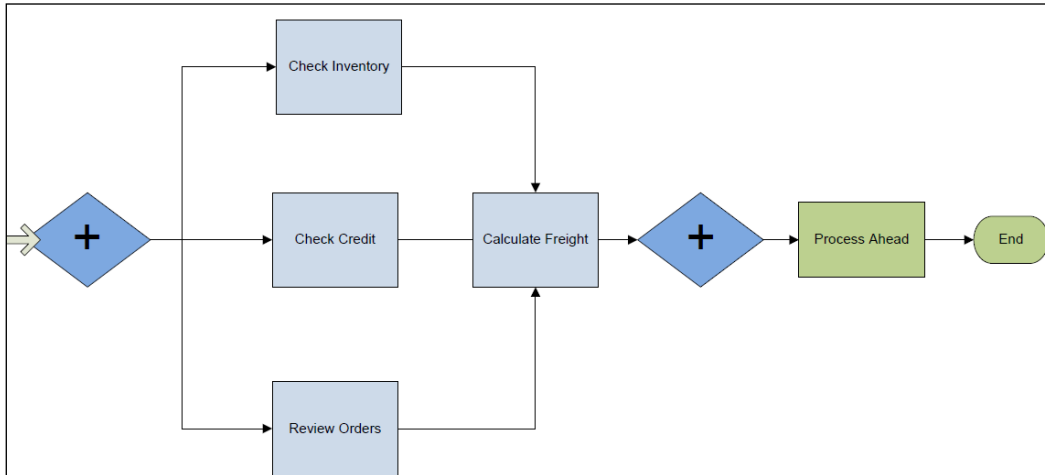 Check Inventory
+
Check Credit
Calculate Freight
+
Process Ahead
End
Review Orders